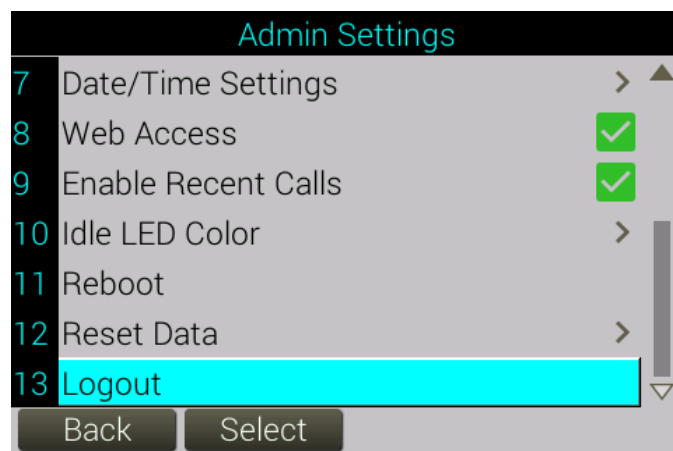 Admin Settings
7 Date/Time Settings
8 Web Access
9 Enable Recent Calls
10 Idle LED Color
11 Reboot
12 Reset Data
13 Logout
Back Select